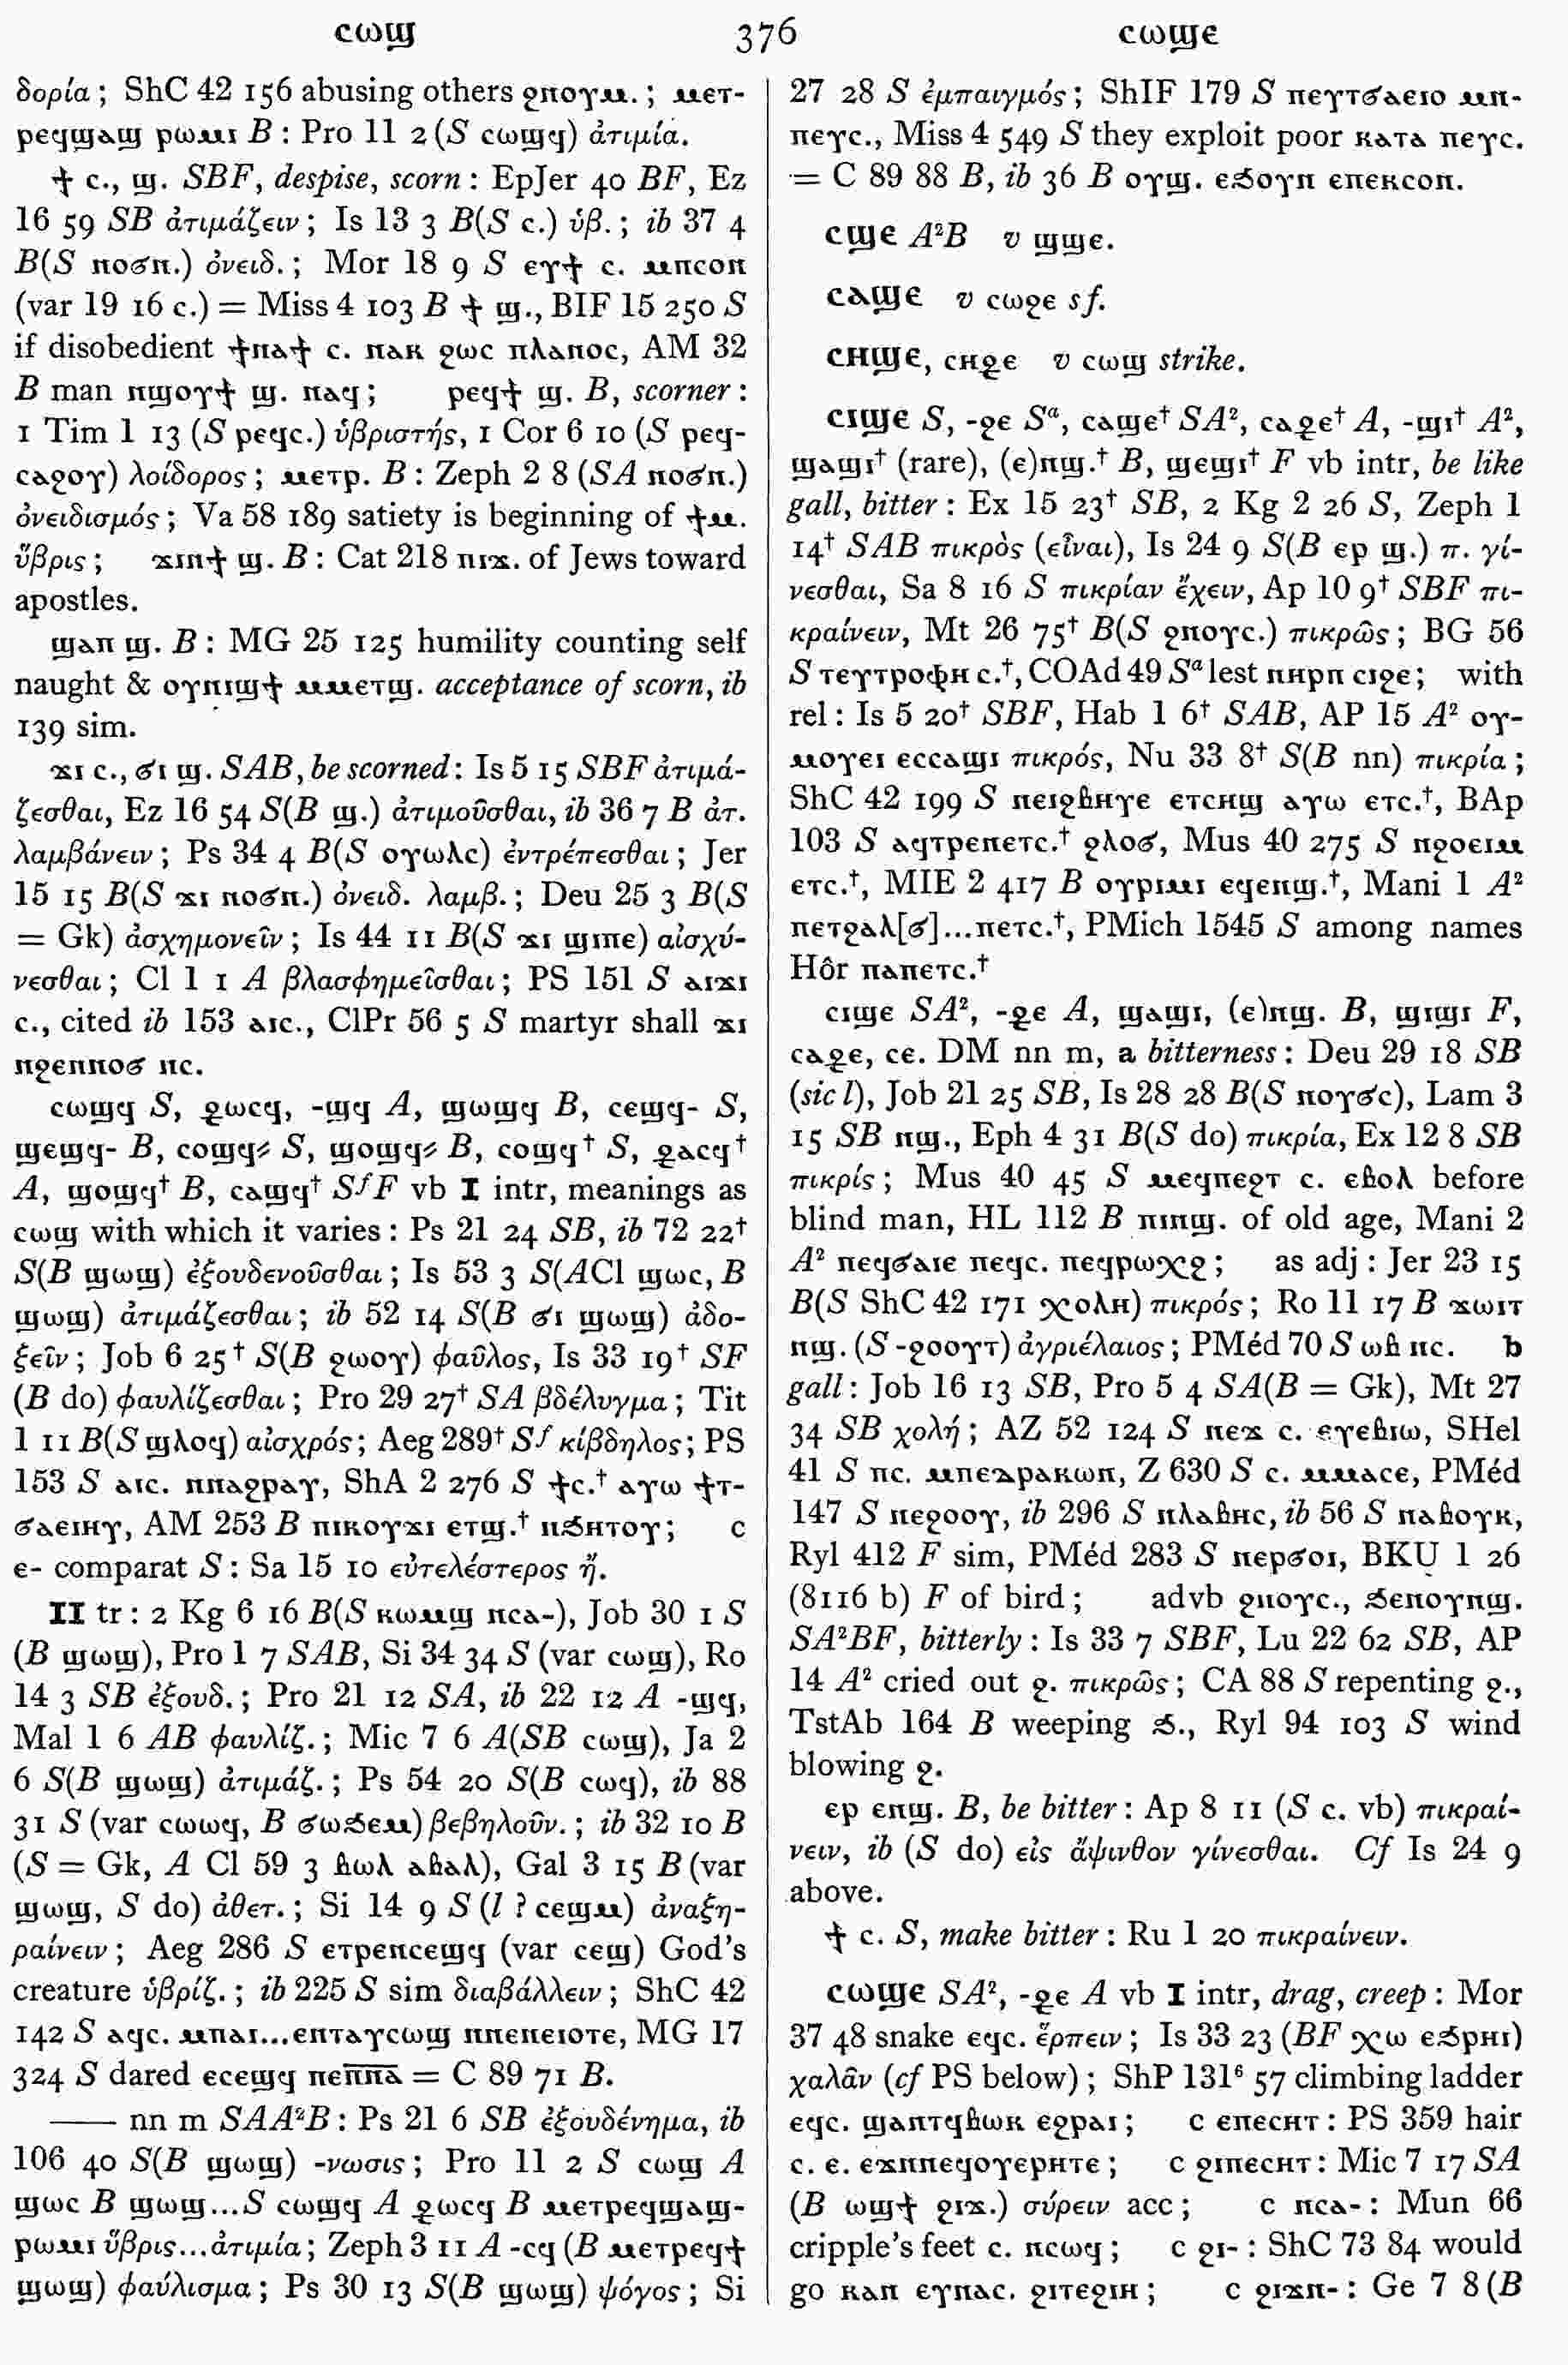 ⲥⲱϣ 376 ⲥⲱϣⲉ
δορία; ShC 42 156 abusing others ϩⲛⲟⲩⲙ.; ⲙⲉⲧ-
ⲣⲉϥϣⲁϣ ⲣⲱⲙⲓ B: Pro 11 2 (S ⲥⲱϣϥ) ἀτιμία.
ϯ ⲥ., ϣ. SBF, despise, scorn: EpJer 40 BF, Ez
16 59 SB ἀτιμάζειν; Is 13 3 B(S ⲥ.) ὑβ.; ib 37 4
B(S ⲛⲟϭⲛ.) ὀνειδ.; Mor 18 9 S ⲉⲩϯ ⲥ. ⲙⲡⲥⲟⲛ
(var 19 16 ⲥ.) = Miss 4 103 B ϯ ϣ., BIF 15 250 S
if disobedient ϯⲛⲁϯ ⲥ. ⲛⲁⲕ ϩⲱⲥ ⲡⲗⲁⲛⲟⲥ, AM 32
B man ⲛϣⲟⲩϯ ϣ. ⲛⲁϥ; ⲣⲉϥϯ ϣ. B, scorner:
1 Tim 1 13 (S ⲣⲉϥⲥ.) ὑβριστής, 1 Cor 6 10 (S ⲣⲉϥ-
ⲥⲁϩⲟⲩ) λοίδορος; ⲙⲉⲧⲣ. B: Zeph 2 8 (SA ⲛⲟϭⲛ.)
ὀνειδισμός; Va 58 189 satiety is beginning of ϯⲙ.
ὕβρις; ϫⲓⲛϯ ϣ. B: Cat 218 ⲡⲓϫ. of Jews toward
apostles.
ϣⲁⲡ ϣ. B: MG 25 125 humility counting self
naught & ⲟⲩⲛⲓϣϯ ⲙⲙⲉⲧϣ. acceptance of scorn, ib
139 sim.
ϫⲓ ⲥ., ϭⲓ ϣ. SAB, be scorned: Is 5 15 SBF ἀτιμά-
ζεσθαι, Ez 16 54 S(B ϣ.) ἀτιμοῦσθαι, ib 36 7 B ἀτ.
λαμβάνειν; Ps 34 4 B(S ⲟⲩⲱⲗⲥ) ἐντρέπεσθαι; Jer
15 15 B(S ϫⲓ ⲛⲟϭⲛ.) ὀνειδ. λαμβ.; Deu 25 3 B(S
= Gk) ἀσχημονεῖν; Is 44 11 B(S ϫⲓ ϣⲓⲡⲉ) αἰσχύ-
νεσθαι; Cl 1 1 A βλασφημεῖσθαι; PS 151 S ⲁⲓϫⲓ
ⲥ., cited ib 153 ⲁⲓⲥ., ClPr 56 5 S martyr shall ϫⲓ
ⲛϩⲉⲛⲛⲟϭ ⲛⲥ.
ⲥⲱϣϥ S, ϩⲱⲥϥ, -ϣϥ A, ϣⲱϣϥ B, ⲥⲉϣϥ- S,
ϣⲉϣϥ- B, ⲥⲟϣϥ⸗ S, ϣⲟϣϥ⸗ B, ⲥⲟϣϥ† S, ϩⲁⲥϥ†
A, ϣⲟϣϥ† B, ⲥⲁϣϥ† SᶠF vb I intr, meanings as
ⲥⲱϣ with which it varies: Ps 21 24 SB, ib 72 22†
S(B ϣⲱϣ) ἐξουδενοῦσθαι; Is 53 3 S(ACl ϣⲱⲥ, B
ϣⲱϣ) ἀτιμάζεσθαι; ib 52 14 S(B ϭⲓ ϣⲱϣ) ἀδο-
ξεῖν; Job 6 25† S(B ϩⲱⲟⲩ) φαῦλος, Is 33 19† SF
(B do) φαυλίζεσθαι; Pro 29 27† SA βδέλυγμα; Tit
1 11 B(S ϣⲗⲟϥ) αἰσχρός; Aeg 289† Sᶠ κίβδηλος; PS
153 S ⲁⲓⲥ. ⲛⲛⲁϩⲣⲁⲩ, ShA 2 276 S ϯⲥ.† ⲁⲩⲱ ϯⲧ-
ϭⲁⲉⲓⲏⲩ, AM 253 B ⲡⲓⲕⲟⲩϫⲓ ⲉⲧϣ.† ⲛϧⲏⲧⲟⲩ; c
ⲉ- comparat S: Sa 15 10 εὐτελέστερος ἤ.
II tr: 2 Kg 6 16 B(S ⲕⲱⲙϣ ⲛⲥⲁ-), Job 30 1 S
(B ϣⲱϣ), Pro 1 7 SAB, Si 34 34 S (var ⲥⲱϣ), Ro
14 3 SB ἐξουδ.; Pro 21 12 SA, ib 22 12 A -ϣϥ,
Mal 1 6 AB φαυλίζ.; Mic 7 6 A(SB ⲥⲱϣ), Ja 2
6 S(B ϣⲱϣ) ἀτιμάζ.; Ps 54 20 S(B ⲥⲱϥ), ib 88
31 S (var ⲥⲱⲱϥ, B ϭⲱϧⲉⲙ) βεβηλοῦν.; ib 32 10 B
(S = Gk, A Cl 59 3 ⲃⲱⲗ ⲁⲃⲁⲗ), Gal 3 15 B (var
ϣⲱϣ, S do) ἀθετ.; Si 14 9 S (l ? ⲥⲉϣⲙ) ἀναξη-
ραίνειν; Aeg 286 S ⲉⲧⲣⲉⲛⲥⲉϣϥ (var ⲥⲉϣ) God's
creature ὑβρίζ.; ib 225 S sim διαβάλλειν; ShC 42
142 S ⲁϥⲥ. ⲙⲡⲁⲓ...ⲉⲛⲧⲁⲩⲥⲱϣ ⲛⲛⲉⲛⲉⲓⲟⲧⲉ, MG 17
324 S dared ⲉⲥⲉϣϥ ⲡⲉⲡ̅ⲛ̅ⲁ̅ = C 89 71 B.
—— nn m SAA²B: Ps 21 6 SB ἐξουδένημα, ib
106 40 S(B ϣⲱϣ) -νωσις; Pro 11 2 S ⲥⲱϣ A
ϣⲱⲥ B ϣⲱϣ...S ⲥⲱϣϥ A ϩⲱⲥϥ B ⲙⲉⲧⲣⲉϥϣⲁϣ-
ⲣⲱⲙⲓ ὕβρις...ἀτιμία; Zeph 3 11 A -ⲥϥ (B ⲙⲉⲧⲣⲉϥϯ
ϣⲱϣ) φαύλισμα; Ps 30 13 S(B ϣⲱϣ) ψόγος; Si
27 28 S ἐμπαιγμός; ShIF 179 S ⲡⲉⲩⲧϭⲁⲉⲓⲟ ⲙⲛ-
ⲡⲉⲩⲥ., Miss 4 549 S they exploit poor ⲕⲁⲧⲁ ⲡⲉⲩⲥ.
= C 89 88 B, ib 36 B ⲟⲩϣ. ⲉϧⲟⲩⲛ ⲉⲡⲉⲕⲥⲟⲛ.
ⲥϣⲉ A²B v ϣϣⲉ.
ⲥⲁϣⲉ v ⲥⲱϩⲉ sf.
ⲥⲏϣⲉ, ⲥⲏϩⲉ v ⲥⲱϣ strike.
ⲥⲓϣⲉ S, -ϩⲉ Sᵃ, ⲥⲁϣⲉ† SA², ⲥⲁϩⲉ† A, -ϣⲓ† A²,
ϣⲁϣⲓ† (rare), (ⲉ)ⲛϣ.† B, ϣⲉϣⲓ† F vb intr, be like
gall, bitter: Ex 15 23† SB, 2 Kg 2 26 S, Zeph 1
14† SAB πικρὸς (εἶναι), Is 24 9 S(B ⲉⲣ ϣ.) π. γί-
νεσθαι, Sa 8 16 S πικρίαν ἔχειν, Ap 10 9† SBF πι-
κραίνειν, Mt 26 75† B(S ϩⲛⲟⲩⲥ.) πικρῶς; BG 56
S ⲧⲉⲩⲧⲣⲟⲫⲏ ⲥ.†, COAd 49 Sᵃ lest ⲡⲏⲣⲡ ⲥⲓϩⲉ; with
rel: Is 5 20† SBF, Hab 1 6† SAB, AP 15 A² ⲟⲩ-
ⲙⲟⲩⲉⲓ ⲉⲥⲥⲁϣⲓ πικρός, Nu 33 8† S(B nn) πικρία;
ShC 42 199 S ⲛⲉⲓϩⲃⲏⲩⲉ ⲉⲧⲥⲏϣ ⲁⲩⲱ ⲉⲧⲥ.†, BAp
103 S ⲁϥⲧⲣⲉⲡⲉⲧⲥ.† ϩⲗⲟϭ, Mus 40 275 S ⲡϩⲟⲉⲓⲙ
ⲉⲧⲥ.†, MIE 2 417 B ⲟⲩⲣⲓⲙⲓ ⲉϥⲉⲛϣ.†, Mani 1 A²
ⲡⲉⲧϩⲁⲗ[ϭ]...ⲡⲉⲧⲥ.†, PMich 1545 S among names
Hôr ⲡⲁⲡⲉⲧⲥ.†
ⲥⲓϣⲉ SA², -ϩⲉ A, ϣⲁϣⲓ, (ⲉ)ⲛϣ. B, ϣⲓϣⲓ F,
ⲥⲁϩⲉ, ⲥⲉ. DM nn m, a bitterness: Deu 29 18 SB
(sic l), Job 21 25 SB, Is 28 28 B(S ⲛⲟⲩϭⲥ), Lam 3
15 SB ⲛϣ., Eph 4 31 B(S do) πικρία, Ex 12 8 SB
πικρίς; Mus 40 45 S ⲙⲉϥⲛⲉϩⲧ ⲥ. ⲉⲃⲟⲗ before
blind man, HL 112 B ⲡⲓⲛϣ. of old age, Mani 2
A² ⲡⲉϥϭⲁⲓⲉ ⲡⲉϥⲥ. ⲡⲉϥⲣⲱⲭϩ; as adj: Jer 23 15
B(S ShC 42 171 ⲭⲟⲗⲏ) πικρός; Ro 11 17 B ϫⲱⲓⲧ
ⲛϣ. (S -ϩⲟⲟⲩⲧ) ἀγριέλαιος; PMéd 70 S ⲱⲃ ⲛⲥ. b
gall: Job 16 13 SB, Pro 5 4 SA(B = Gk), Mt 27
34 SB χολή; AZ 52 124 S ⲛⲉϫ ⲥ. ⲉⲩⲉⲃⲓⲱ, SHel
41 S ⲡⲥ. ⲙⲡⲉⲇⲣⲁⲕⲱⲛ, Z 630 S ⲥ. ⲙⲙⲁⲥⲉ, PMéd
147 S ⲛⲉϩⲟⲟⲩ, ib 296 S ⲛⲗⲁⲃⲏⲥ, ib 56 S ⲛⲁⲃⲟⲩⲕ,
Ryl 412 F sim, PMéd 283 S ⲛⲉⲣϭⲟⲓ, BKU 1 26
(8116 b) F of bird; advb ϩⲛⲟⲩⲥ., ϧⲉⲛⲟⲩⲛϣ.
SA²BF, bitterly: Is 33 7 SBF, Lu 22 62 SB, AP
14 A² cried out ϩ. πικρῶς; CA 88 S repenting ϩ.,
TstAb 164 B weeping ϧ., Ryl 94 103 S wind
blowing ϩ.
ⲉⲣ ⲉⲛϣ. B, be bitter: Ap 8 11 (S ⲥ. vb) πικραί-
νειν, ib (S do) εἰς ἄψινθον γίνεσθαι. Cf Is 24 9
above.
ϯ ⲥ. S, make bitter: Ru 1 20 πικραίνειν.
ⲥⲱϣⲉ SA², -ϩⲉ A vb I intr, drag, creep: Mor
37 48 snake ⲉϥⲥ. ἕρπειν; Is 33 23 (BF ⲭⲱ ⲉϧⲣⲏⲓ)
χαλᾶν (cf PS below); ShP 131⁶ 57 climbing ladder
ⲉϥⲥ. ϣⲁⲛⲧϥⲃⲱⲕ ⲉϩⲣⲁⲓ; c ⲉⲡⲉⲥⲏⲧ: PS 359 hair
ⲥ. ⲉ. ⲉϫⲛⲛⲉϥⲟⲩⲉⲣⲏⲧⲉ; c ϩⲓⲡⲉⲥⲏⲧ: Mic 7 17 SA
(B ⲱϣϯ ϩⲓϫ.) σύρειν acc; c ⲛⲥⲁ-: Mun 66
cripple's feet ⲥ. ⲛⲥⲱϥ; c ϩⲓ-: ShC 73 84 would
go ⲕⲁⲛ ⲉⲩⲛⲁⲥ. ϩⲓⲧⲉϩⲓⲏ; c ϩⲓϫⲛ-: Ge 7 8 (B